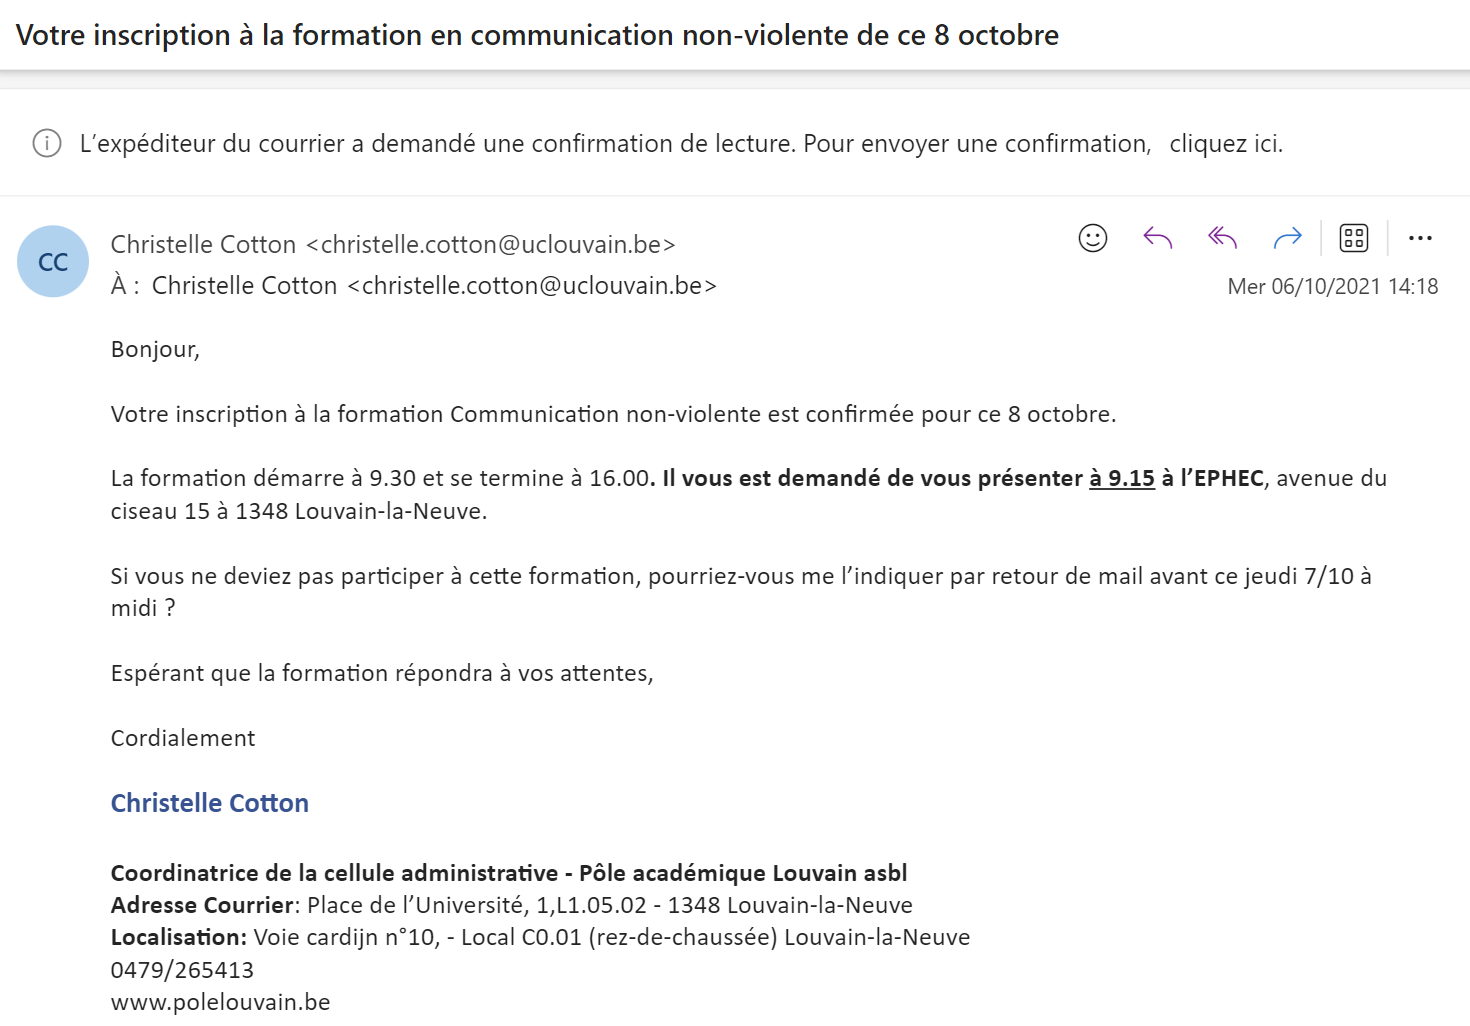 Votre inscription à la formation en communication non-violente de ce 8 octobre
L'expéditeur du courrier a demandé une confirmation de lecture. Pour envoyer une confirmation, cliquez ici.
CC
Christelle Cotton <christelle.cotton@uclouvain.be>
À : Christelle Cotton <christelle.cotton@uclouvain.be>
Mer 06/10/2021 14:18
Bonjour,
Votre inscription à la formation Communication non-violente est confirmée pour ce 8 octobre.
La formation démarre à 9.30 et se termine à 16.00. Il vous est demandé de vous présenter à 9.15 à l'EPHEC, avenue du
ciseau 15 à 1348 Louvain-la-Neuve.
Si vous ne deviez pas participer à cette formation, pourriez-vous me l'indiquer par retour de mail avant ce jeudi 7/10 à
midi ?
Espérant que la formation répondra à vos attentes,
Cordialement
Christelle Cotton
Coordinatrice de la cellule administrative - Pôle académique Louvain asbl
Adresse Courrier: Place de l'Université, 1,L1.05.02 - 1348 Louvain-la-Neuve
Localisation: Voie cardijn n°10, - Local C0.01 (rez-de-chaussée) Louvain-la-Neuve
0479/265413
www.polelouvain.be